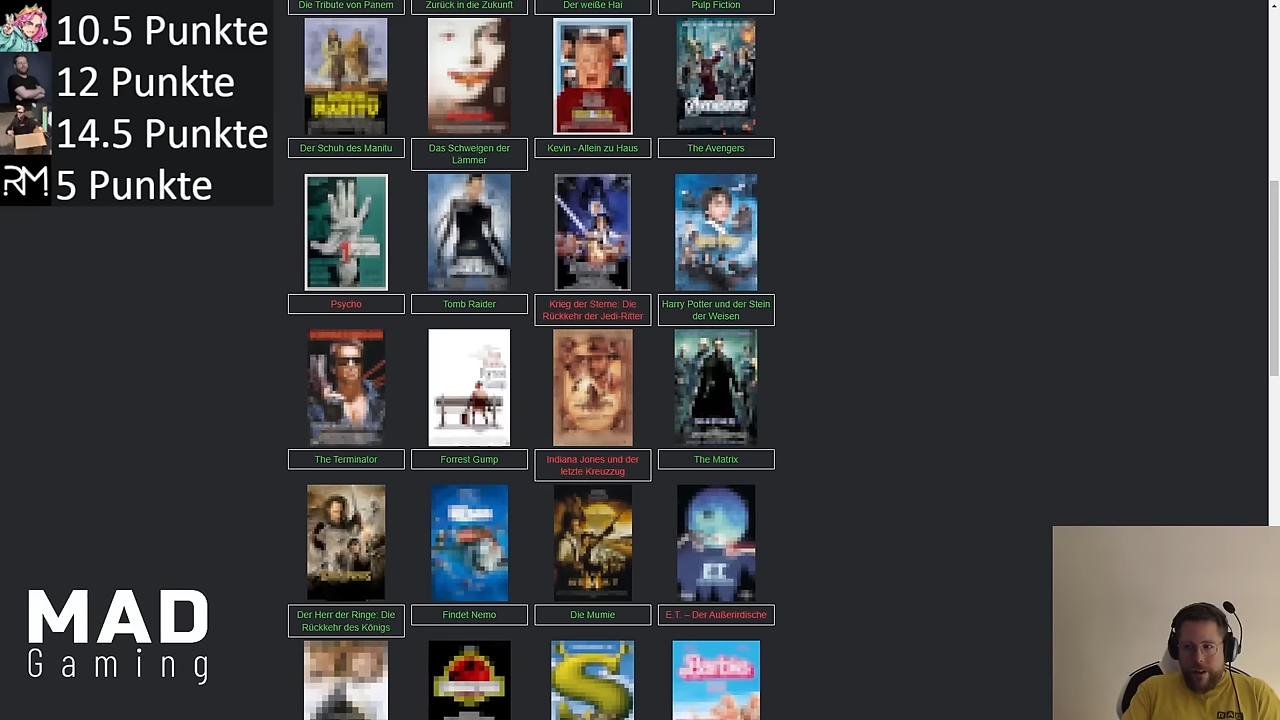 Die Tribute von Panem
Zurück in die Zukunft
Der weiße Hai
Pulp Fiction
10.5 Punkte
12 Punkte
14.5 Punkte
RM
5 Punkte
MANITU
Avengers
Der Schuh des Manitu
Das Schweigen der
Lämmer
Kevin - Allein zu Haus
The Avengers
Psycho
Tomb Raider
Krieg der Sterne: Die
Rückkehr der Jedi-Ritter
Harry Potter und der Stein
der Weisen
The Terminator
Forrest Gump
Indiana Jones und der
letzte Kreuzzug
The Matrix
E.T.
Der Herr der Ringe: Die
Rückkehr des Königs
Findet Nemo
Die Mumie
E.T. – Der Außerirdische
Barbie
MAD
Gaming